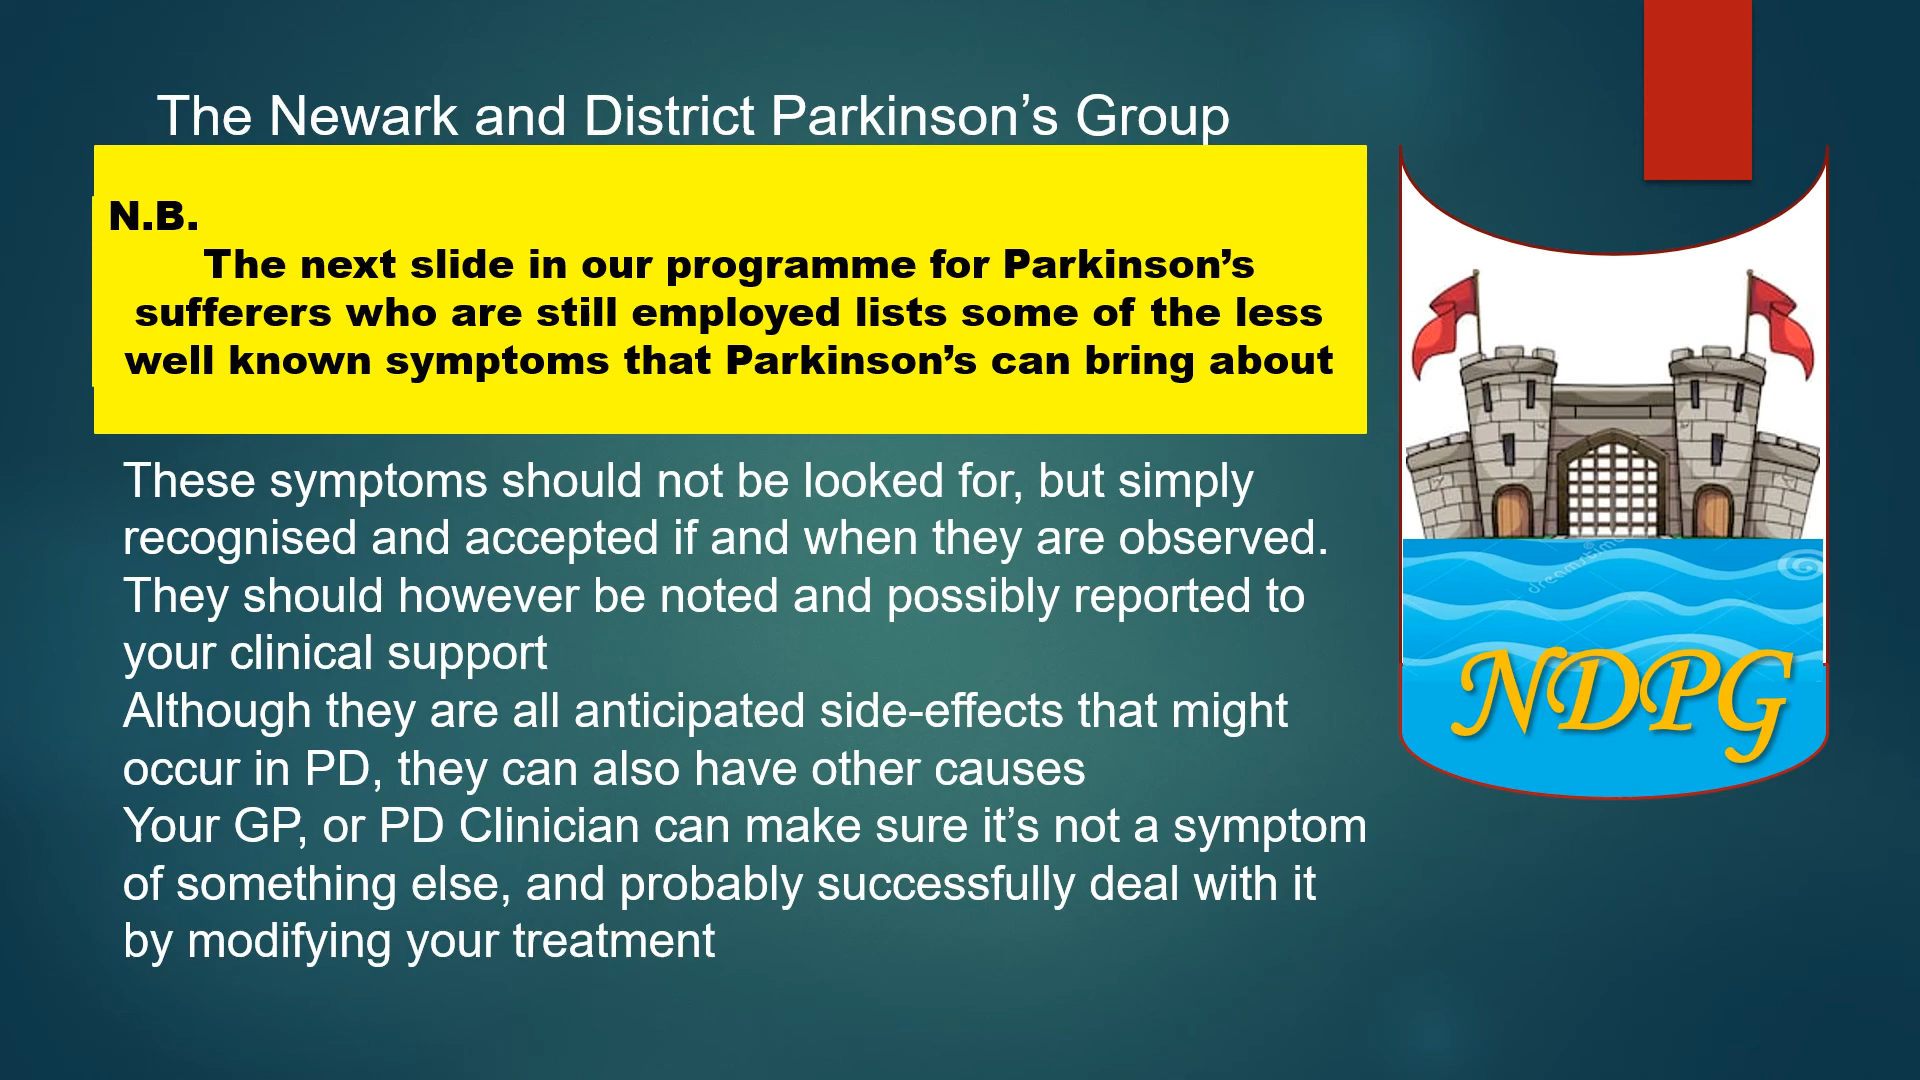 The Newark and District Parkinson’s Group
N.B.
The next slide in our programme for Parkinson’s
sufferers who are still employed lists some of the less
well known symptoms that Parkinson’s can bring about
These symptoms should not be looked for, but simply
recognised and accepted if and when they are observed.
They should however be noted and possibly reported to
your clinical support
Although they are all anticipated side-effects that might
occur in PD, they can also have other causes
Your GP, or PD Clinician can make sure it’s not a symptom
of something else, and probably successfully deal with it
by modifying your treatment
dreamstime
NDPG